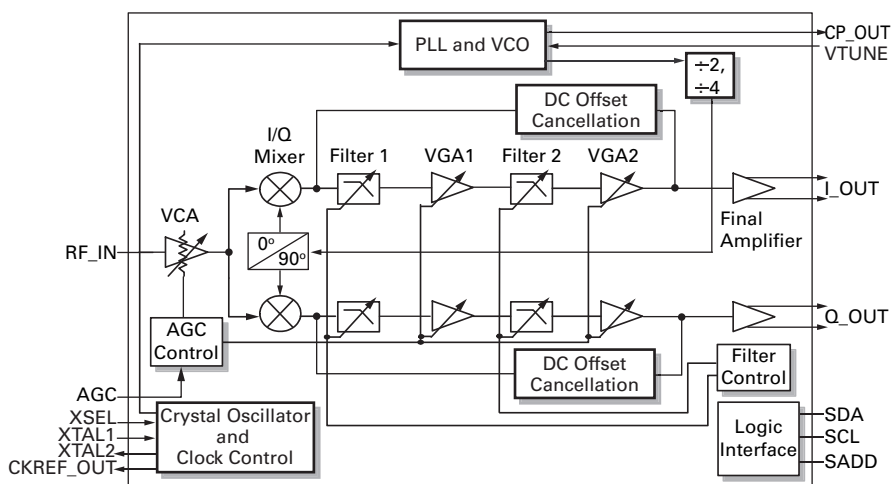 PLL and VCO
CP_OUT
VTUNE
÷2,
÷4
DC Offset
Cancellation
I/Q
Mixer
Filter 1
VGA1
Filter 2
VGA2
I_OUT
VCA
Final
Amplifier
RF_IN
0°
90°
Q_OUT
AGC
Control
DC Offset
Cancellation
Filter
Control
AGC
XSEL
XTAL1
XTAL2
CKREF_OUT
Crystal Oscillator
and
Clock Control
Logic
Interface
SDA
SCL
SADD